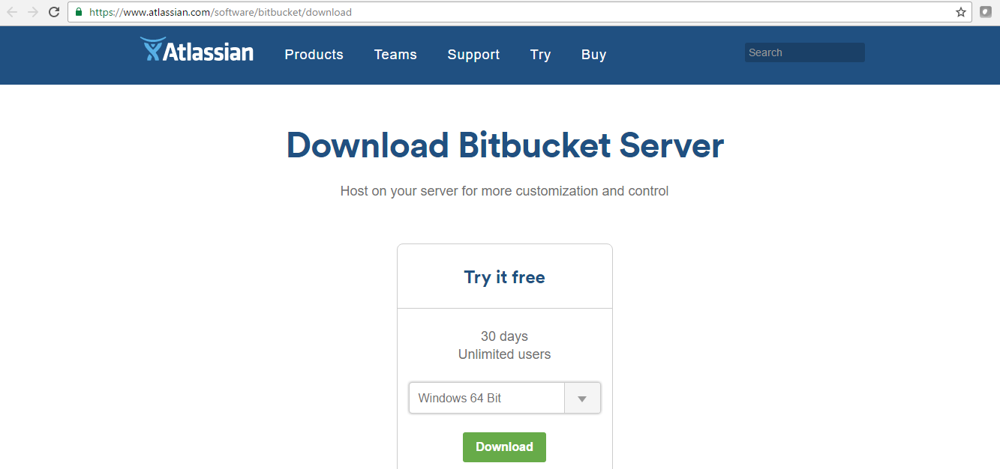 https://www.atlassian.com/software/bitbucket/download
Atlassian Products Teams Support Try Buy Search
Download Bitbucket Server
Host on your server for more customization and control
Try it free
30 days
Unlimited users
Windows 64 Bit
Download